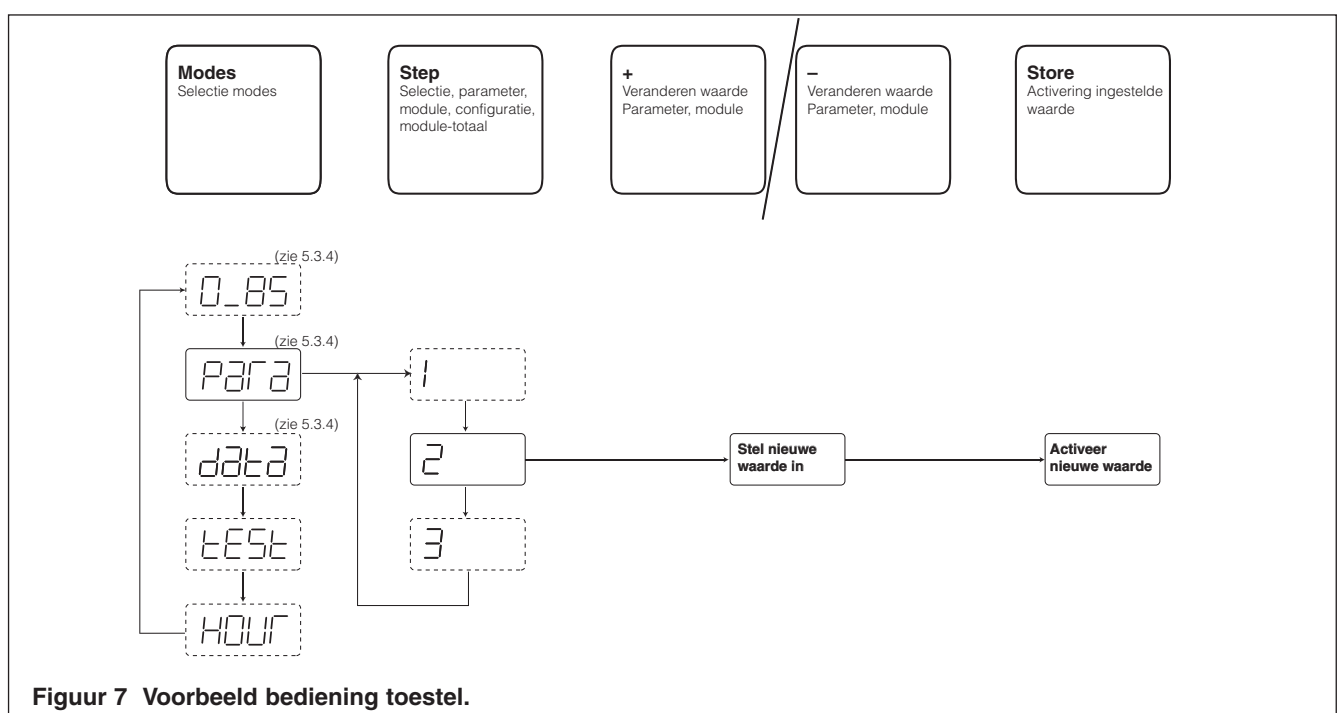 Modes
Selectie modes
Step
Selectie, parameter,
module, configuratie,
module-totaal
+
Veranderen waarde
Parameter, module
–
Veranderen waarde
Parameter, module
Store
Activering ingestelde
waarde
(zie 5.3.4)
0_85
(zie 5.3.4)
Para
1
(zie 5.3.4)
data
2
Stel nieuwe
waarde in
Activeer
nieuwe waarde
tESt
3
HOUr
Figuur 7 Voorbeeld bediening toestel.